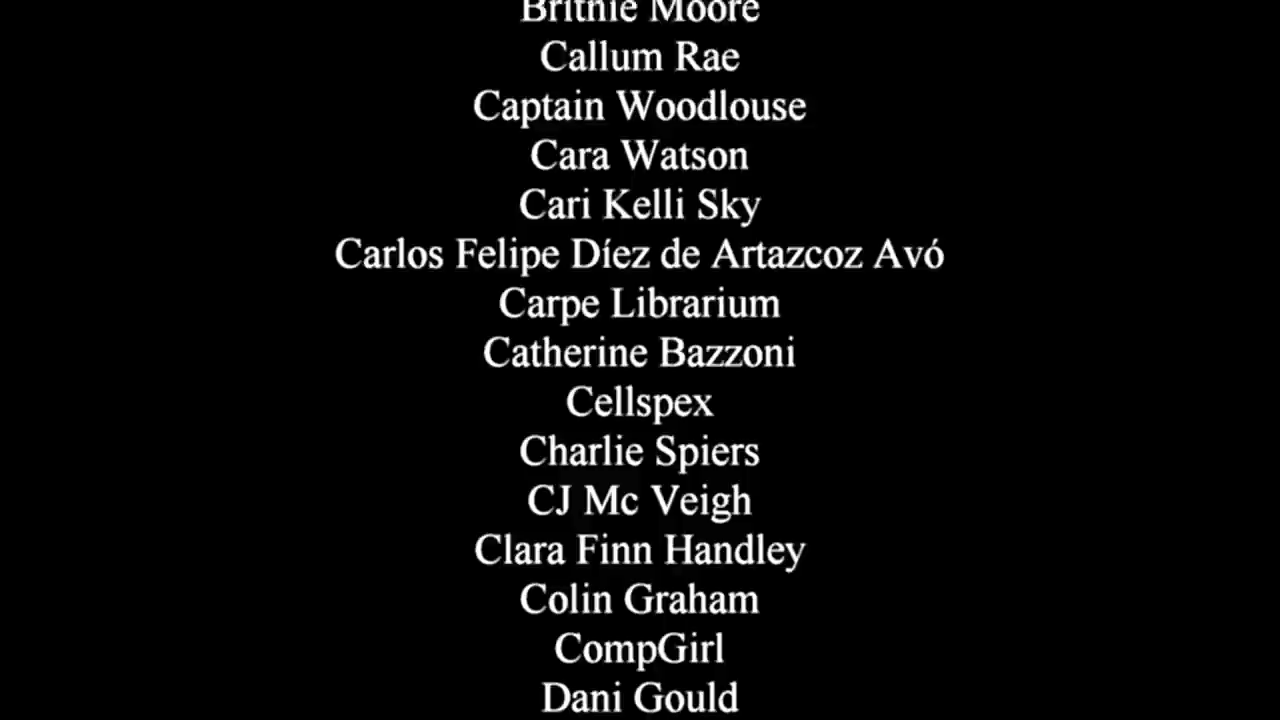 Britnie Moore
Callum Rae
Captain Woodlouse
Cara Watson
Cari Kelli Sky
Carlos Felipe Díez de Artazcoz Avó
Carpe Librarium
Catherine Bazzoni
Cellspex
Charlie Spiers
CJ Mc Veigh
Clara Finn Handley
Colin Graham
CompGirl
Dani Gould